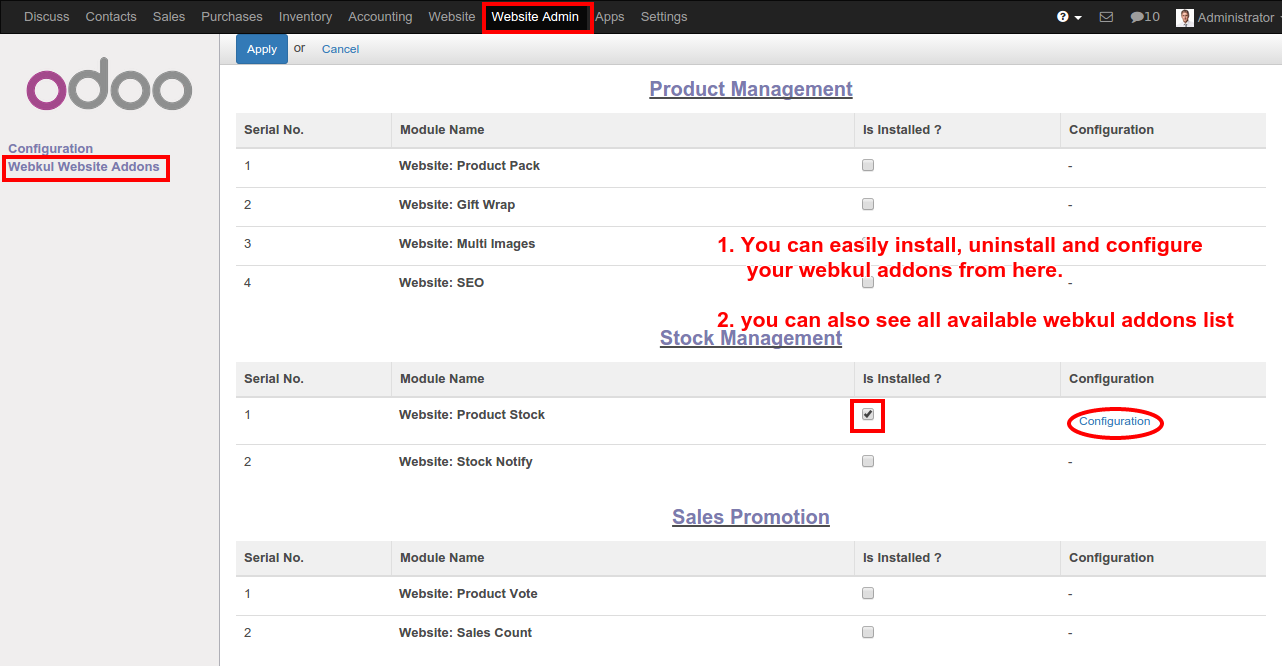 Discuss Contacts Sales Purchases Inventory Accounting Website Website Admin Apps Settings 10 Administrator
Apply or Cancel
odoo
Configuration
Webkul Website Addons
Product Management
Serial No. Module Name Is Installed ? Configuration
1 Website: Product Pack -
2 Website: Gift Wrap -
3 Website: Multi Images
1. You can easily install, uninstall and configure
your webkul addons from here.
4 Website: SEO -
2. you can also see all available webkul addons list
Stock Management
Serial No. Module Name Is Installed ? Configuration
1 Website: Product Stock Configuration
2 Website: Stock Notify -
Sales Promotion
Serial No. Module Name Is Installed ? Configuration
1 Website: Product Vote -
2 Website: Sales Count -